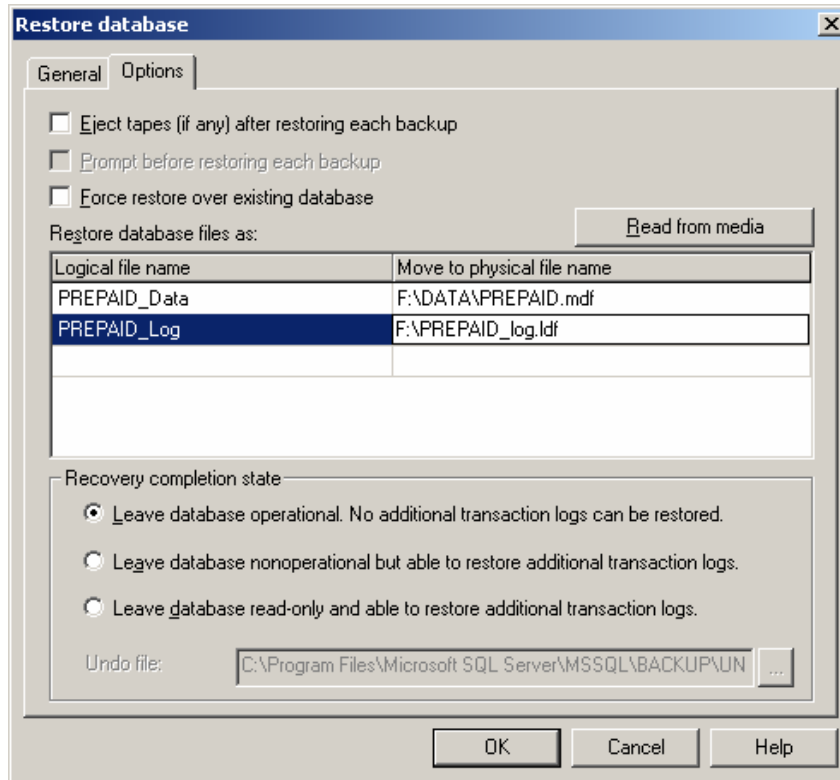 Restore database
General Options
Eject tapes (if any) after restoring each backup
Prompt before restoring each backup
Force restore over existing database
Restore database files as: Read from media
Logical file name Move to physical file name
PREPAID_Data F:\DATA\PREPAID.mdf
PREPAID_Log F:\PREPAID_log.ldf
Recovery completion state
Leave database operational. No additional transaction logs can be restored.
Leave database nonoperational but able to restore additional transaction logs.
Leave database read-only and able to restore additional transaction logs.
Undo file: C:\Program Files\Microsoft SQL Server\MSSQL\BACKUP\UN ...
OK Cancel Help